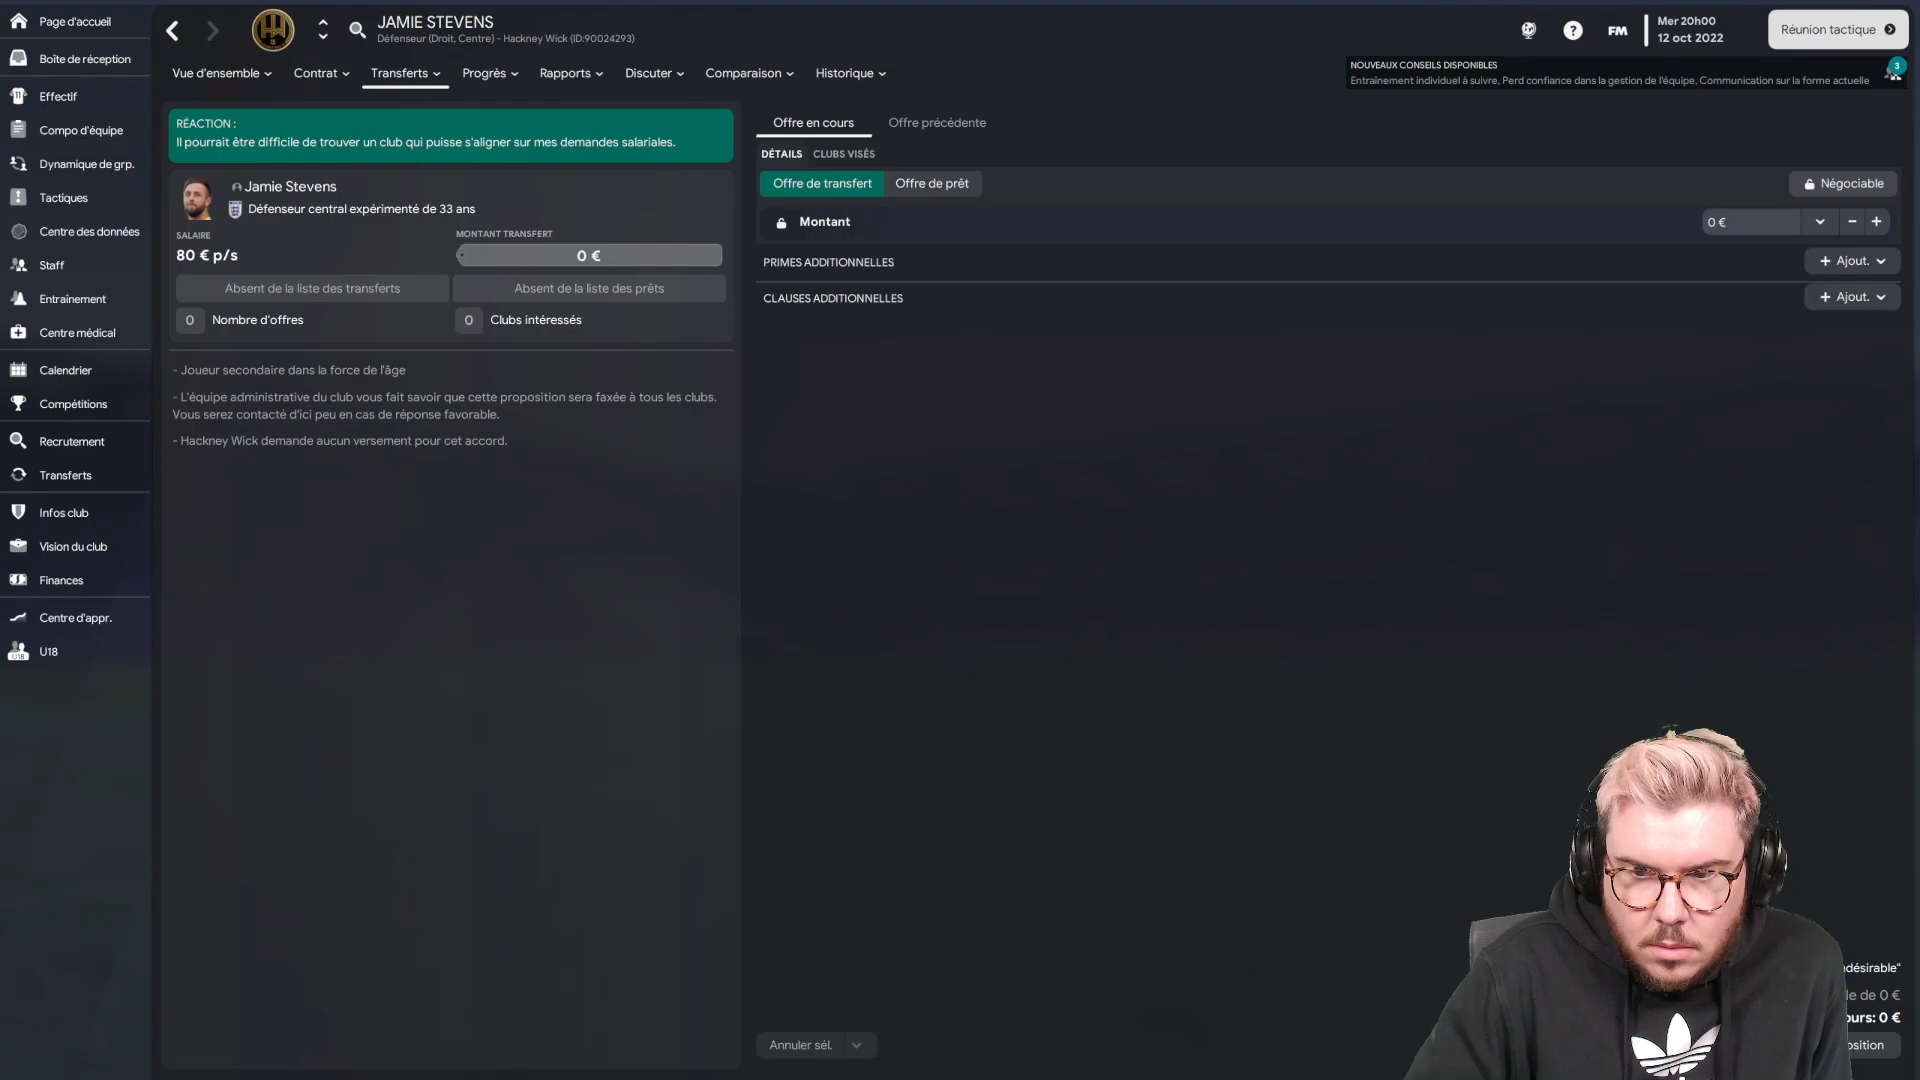 Page d'accueil
Boîte de réception
Effectif
Compo d'équipe
Dynamique de grp.
Tactiques
Centre des données
Staff
Entraînement
Centre médical
Calendrier
Compétitions
Recrutement
Transferts
Infos club
Vision du club
Finances
Centre d'appr.
U18
JAMIE STEVENS
Défenseur (Droit, Centre) - Hackney Wick (ID:90024293)
FM
Mer 20h00
12 oct 2022
Réunion tactique
Vue d'ensemble
Contrat
Transferts
Progrès
Rapports
Discuter
Comparaison
Historique
NOUVEAUX CONSEILS DISPONIBLES
Entraînement individuel à suivre, Perd confiance dans la gestion de l'équipe, Communication sur la forme actuelle
3
RÉACTION :
Il pourrait être difficile de trouver un club qui puisse s'aligner sur mes demandes salariales.
Jamie Stevens
Défenseur central expérimenté de 33 ans
SALAIRE
80 € p/s
MONTANT TRANSFERT
0 €
Absent de la liste des transferts
Absent de la liste des prêts
0 Nombre d'offres
0 Clubs intéressés
- Joueur secondaire dans la force de l'âge
- L'équipe administrative du club vous fait savoir que cette proposition sera faxée à tous les clubs.
Vous serez contacté d'ici peu en cas de réponse favorable.
- Hackney Wick demande aucun versement pour cet accord.
Offre en cours
Offre précédente
DÉTAILS
CLUBS VISÉS
Offre de transfert
Offre de prêt
Négociable
Montant
0 €
PRIMES ADDITIONNELLES
+ Ajout.
CLAUSES ADDITIONNELLES
+ Ajout.
Annuler sél.
ndésirable"
le de 0 €
ours: 0 €
osition